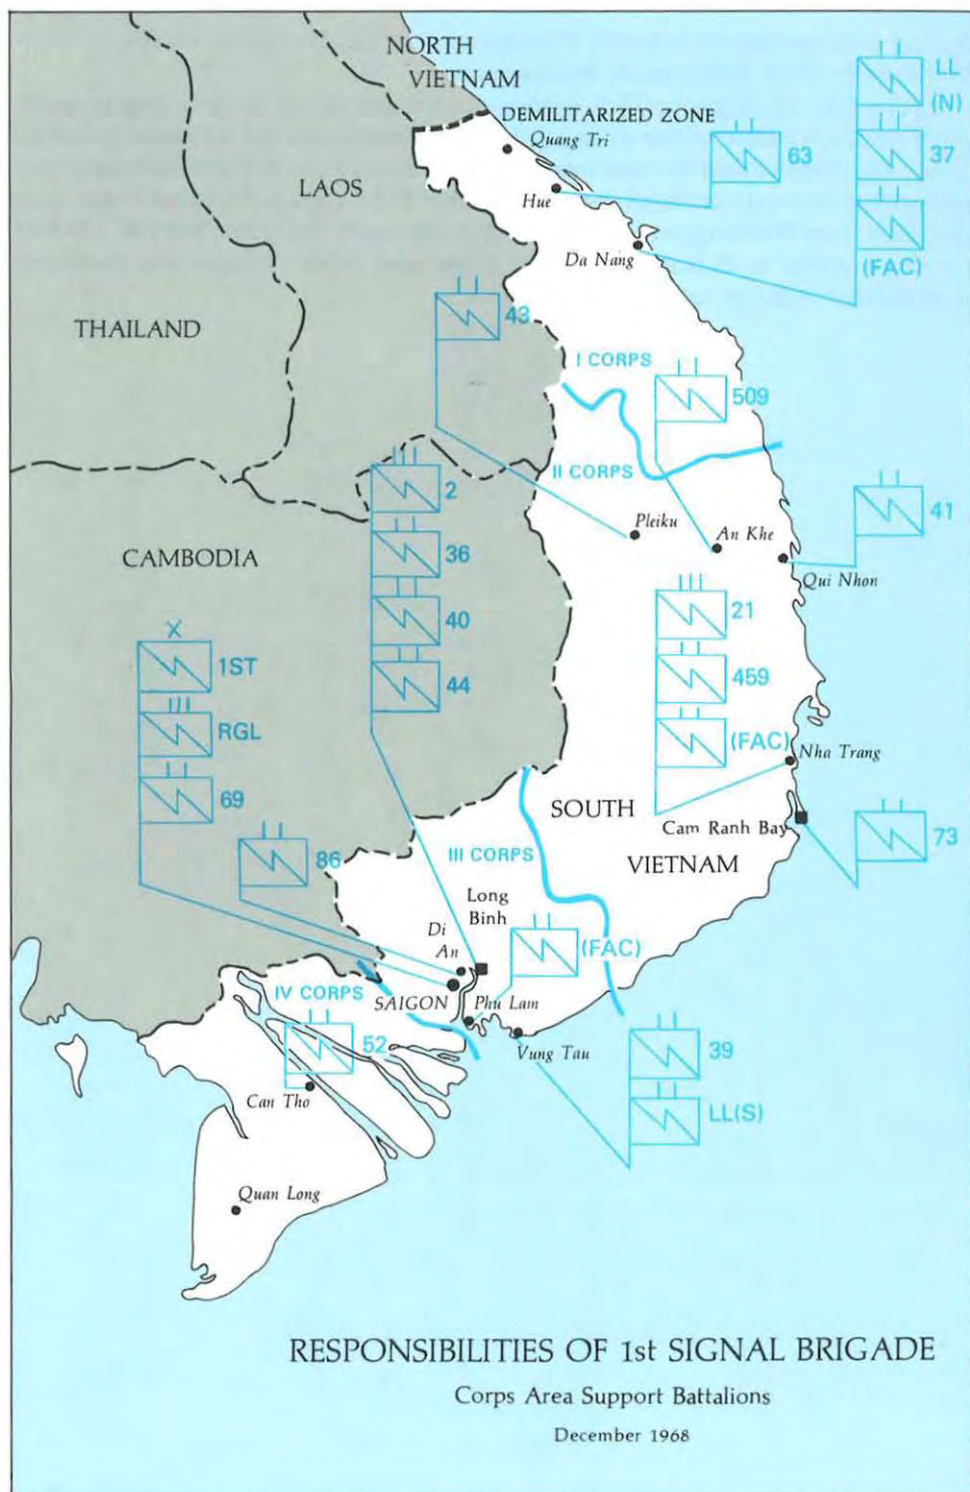 NORTH
VIETNAM
DEMILITARIZED ZONE
Quang Tri
LL
(N)
63
37
LAOS
Hue
(FAC)
Da Nang
43
THAILAND
I CORPS
509
II CORPS
2
41
Pleiku
An Khe
36
CAMBODIA
Qui Nhon
21
40
X
1ST
459
44
RGL
(FAC)
Nha Trang
69
SOUTH
Cam Ranh Bay
73
86
III CORPS
VIETNAM
Long
Binh
Di
An
(FAC)
IV CORPS
SAIGON
Phu Lam
52
Vung Tau
39
Can Tho
LL(S)
Quan Long
RESPONSIBILITIES OF 1st SIGNAL BRIGADE
Corps Area Support Battalions
December 1968